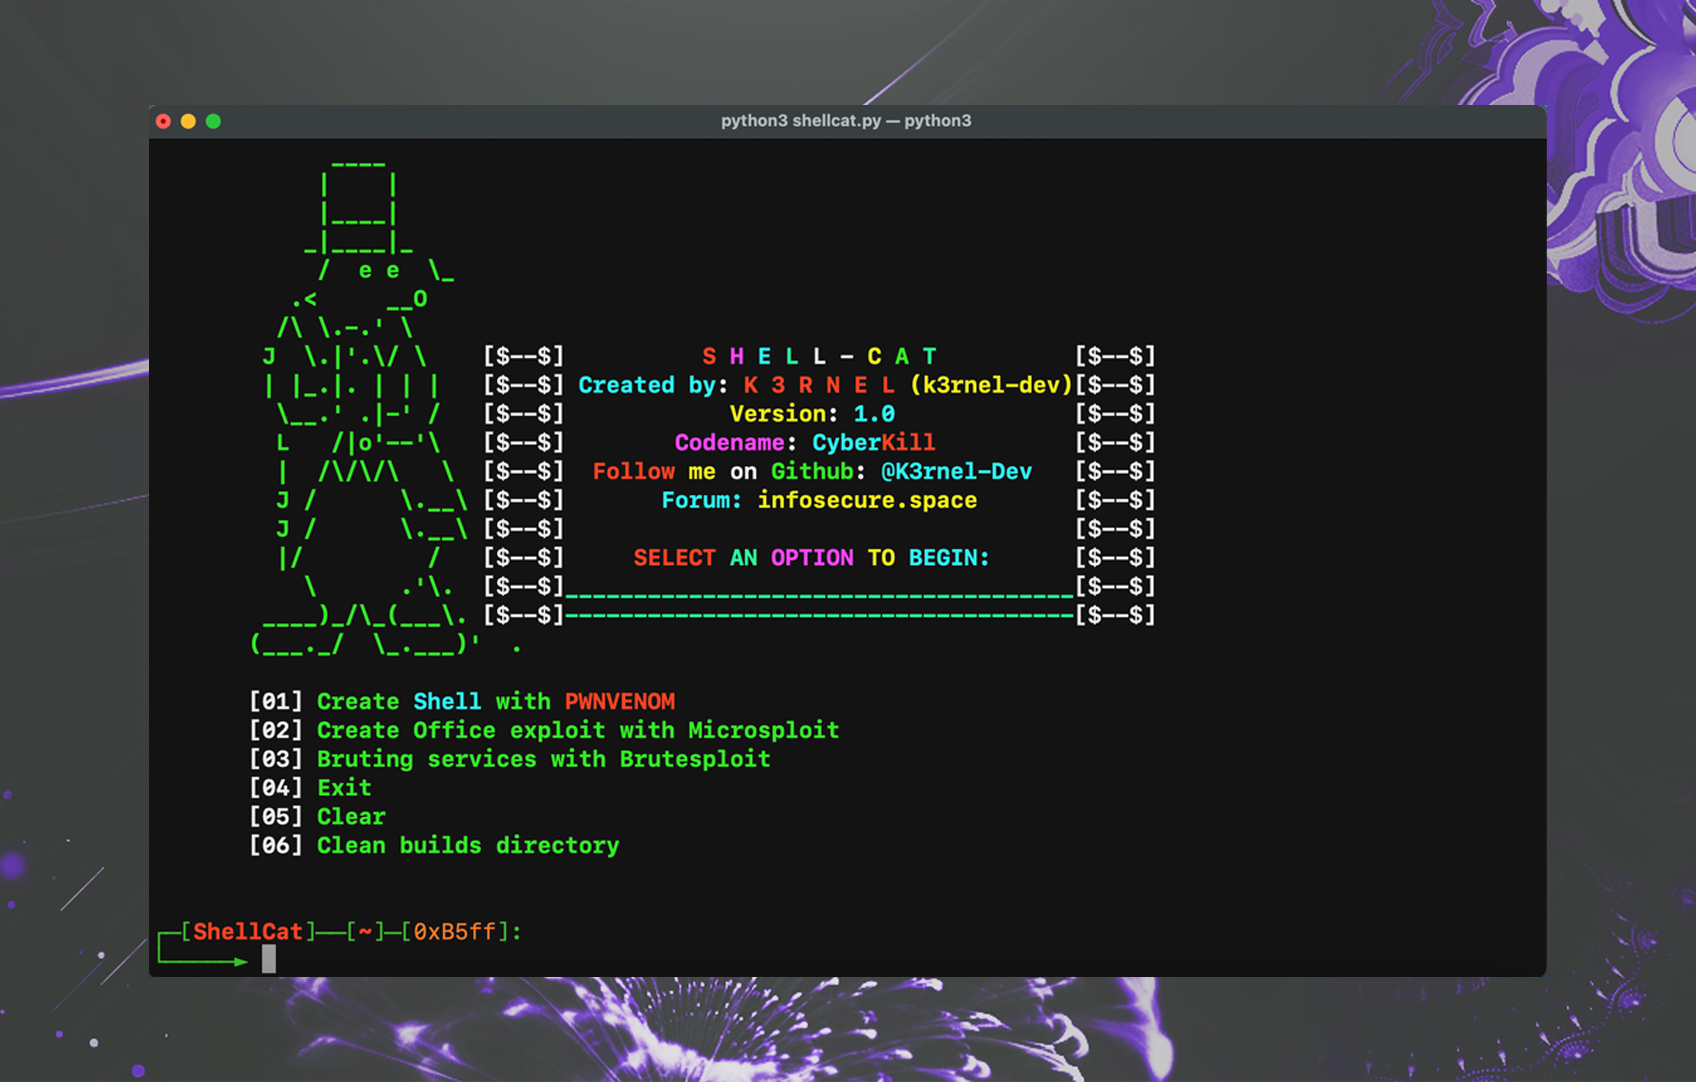 python3 shellcat.py — python3
[$--$] S H E L L - C A T [$--$]
[$--$] Created by: K 3 R N E L (k3rnel-dev)[$--$]
[$--$] Version: 1.0 [$--$]
[$--$] Codename: CyberKill [$--$]
[$--$] Follow me on Github: @K3rnel-Dev [$--$]
[$--$] Forum: infosecure.space [$--$]
[$--$] [$--$]
[$--$] SELECT AN OPTION TO BEGIN: [$--$]
[$--$]_____________________________________[$--$]
[$--$]-------------------------------------[$--$]
[01] Create Shell with PWNVENOM
[02] Create Office exploit with Microsploit
[03] Bruting services with Brutesploit
[04] Exit
[05] Clear
[06] Clean builds directory
┌─[ShellCat]──[~]─[0xB5ff]: